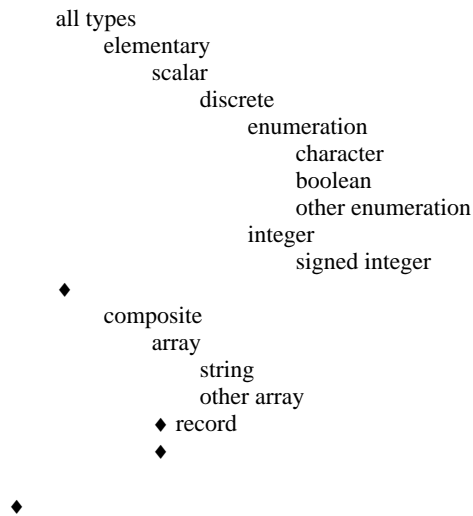 all types
elementary
scalar
discrete
enumeration
character
boolean
other enumeration
integer
signed integer
♦
composite
array
string
other array
♦ record
♦
♦